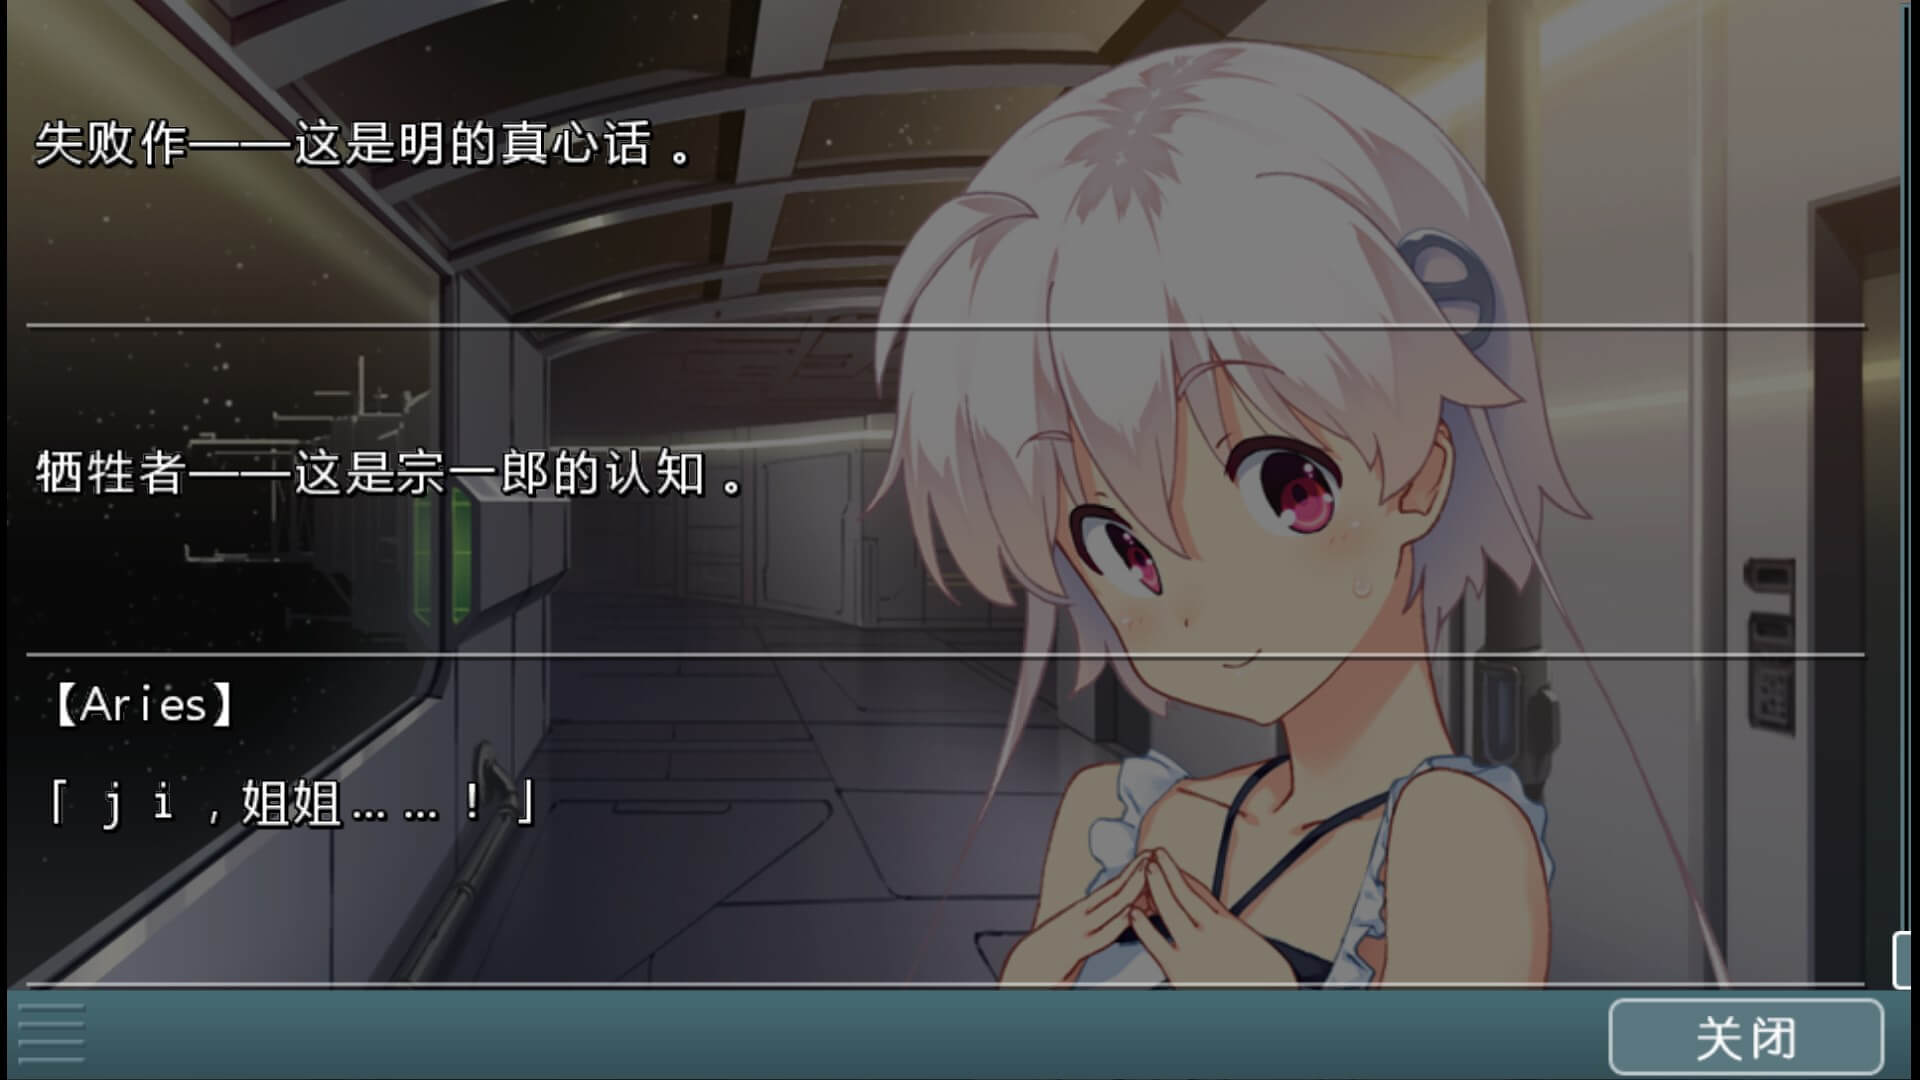 失败作——这是明的真心话。
牺牲者——这是宗一郎的认知。
【Aries】
「ji，姐姐……！」
关闭